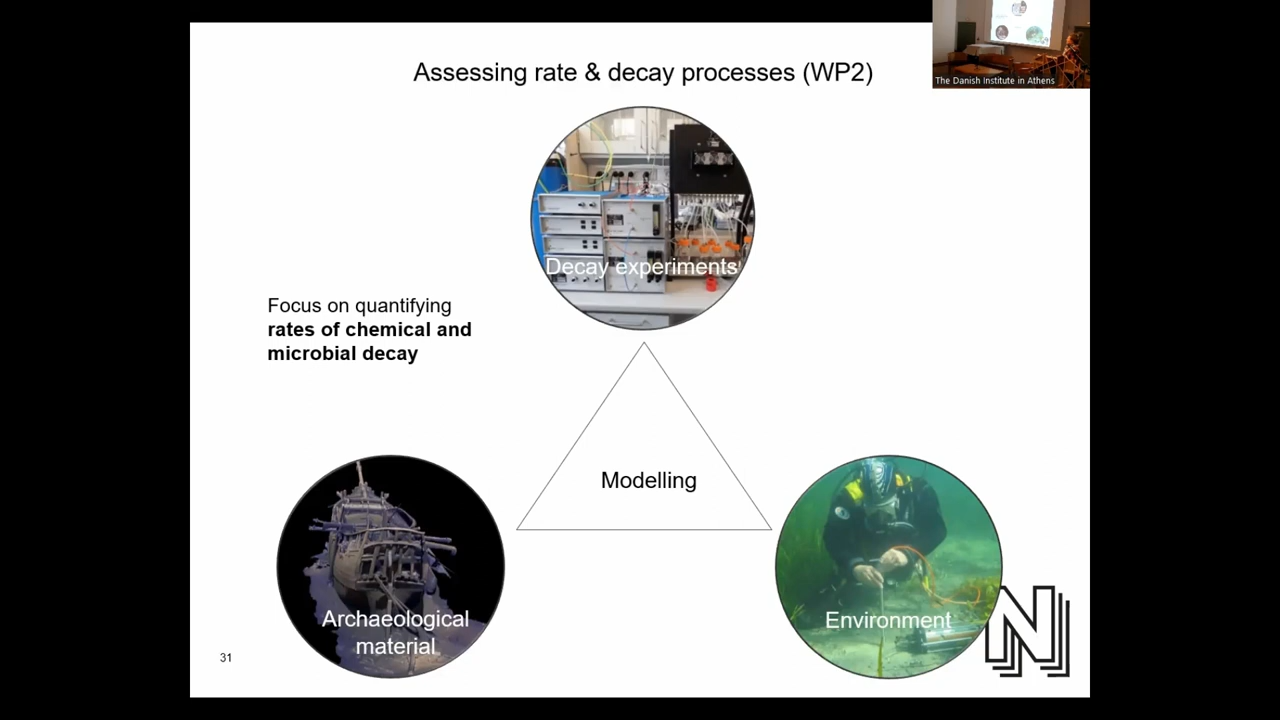 Assessing rate & decay processes (WP2)
The Danish Institute in Athens
Decay experiments
Focus on quantifying
rates of chemical and
microbial decay
Modelling
Archaeological
material
Environment
31
N